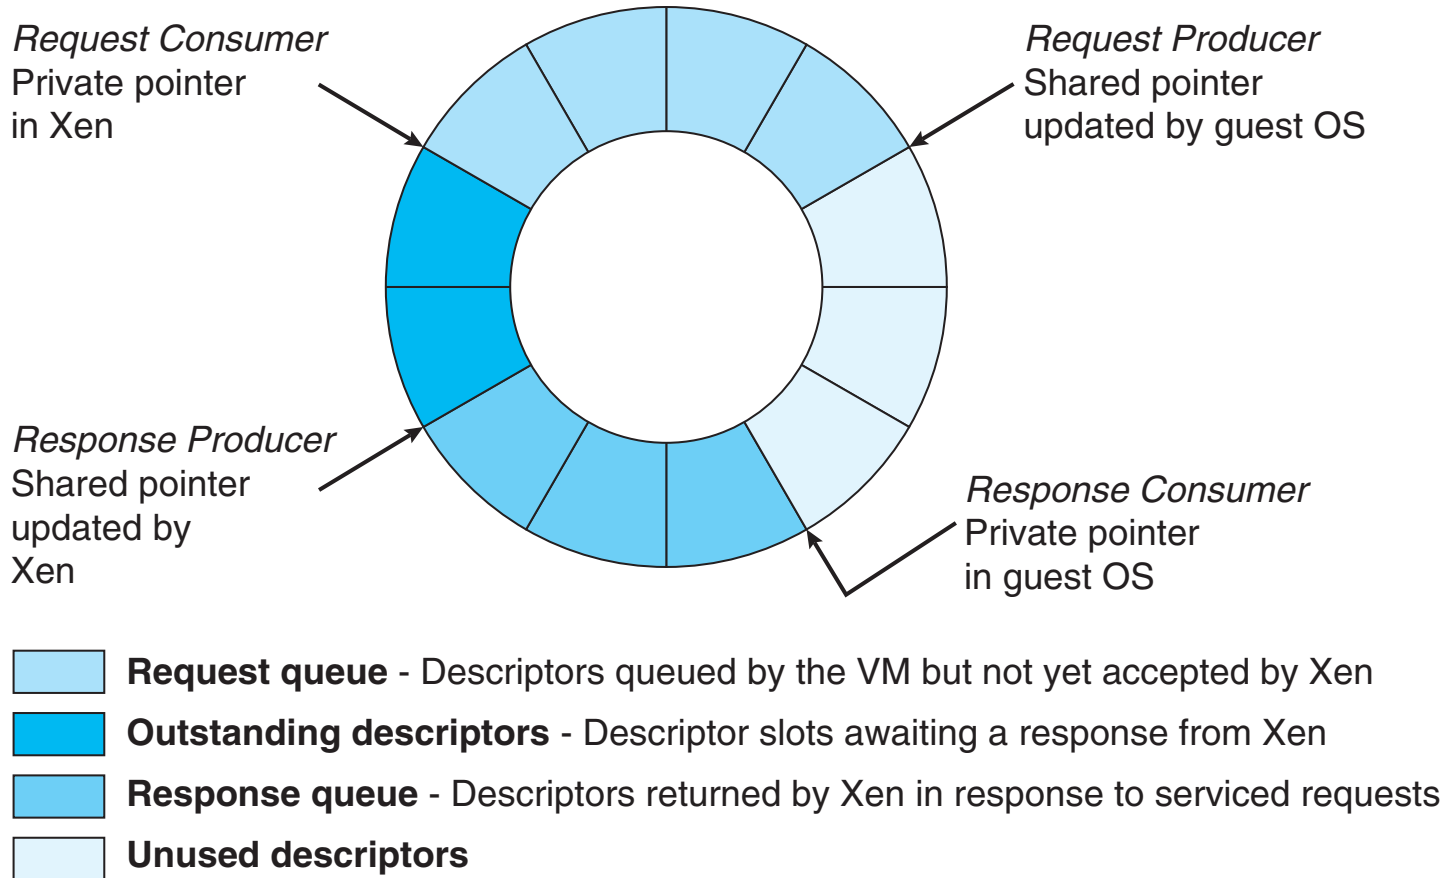 Request Consumer
Private pointer
in Xen
Request Producer
Shared pointer
updated by guest OS
Response Producer
Shared pointer
updated by
Xen
Response Consumer
Private pointer
in guest OS
Request queue - Descriptors queued by the VM but not yet accepted by Xen
Outstanding descriptors - Descriptor slots awaiting a response from Xen
Response queue - Descriptors returned by Xen in response to serviced requests
Unused descriptors